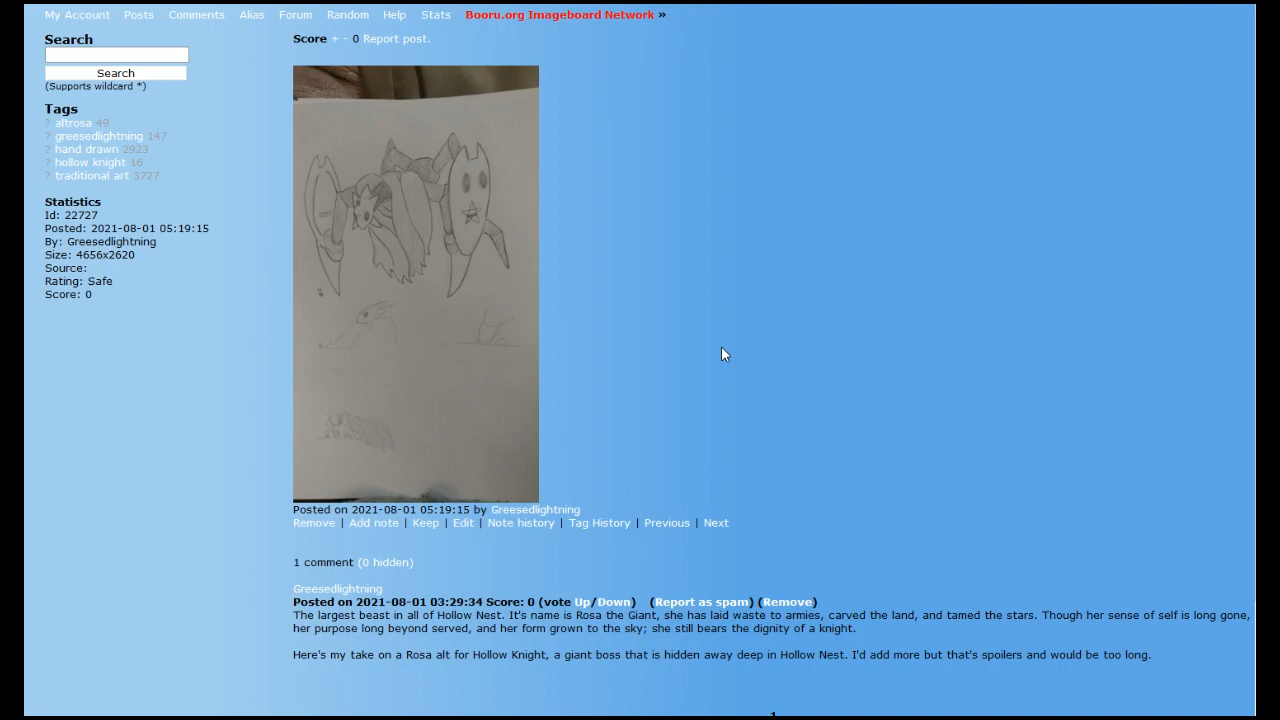 My Account Posts Comments Alias Forum Random Help Stats Booru.org Imageboard Network »
Search
Search
(Supports wildcard *)
Tags
? altrosa 49
? greesedlightning 147
? hand drawn 2923
? hollow knight 16
? traditional art 3727
Statistics
Id: 22727
Posted: 2021-08-01 05:19:15
By: Greesedlightning
Size: 4656x2620
Source:
Rating: Safe
Score: 0
Score + - 0 Report post.
Posted on 2021-08-01 05:19:15 by Greesedlightning
Remove | Add note | Keep | Edit | Note history | Tag History | Previous | Next
1 comment (0 hidden)
Greesedlightning
Posted on 2021-08-01 03:29:34 Score: 0 (vote Up/Down) (Report as spam) (Remove)
The largest beast in all of Hollow Nest. It's name is Rosa the Giant, she has laid waste to armies, carved the land, and tamed the stars. Though her sense of self is long gone,
her purpose long beyond served, and her form grown to the sky; she still bears the dignity of a knight.
Here's my take on a Rosa alt for Hollow Knight, a giant boss that is hidden away deep in Hollow Nest. I'd add more but that's spoilers and would be too long.